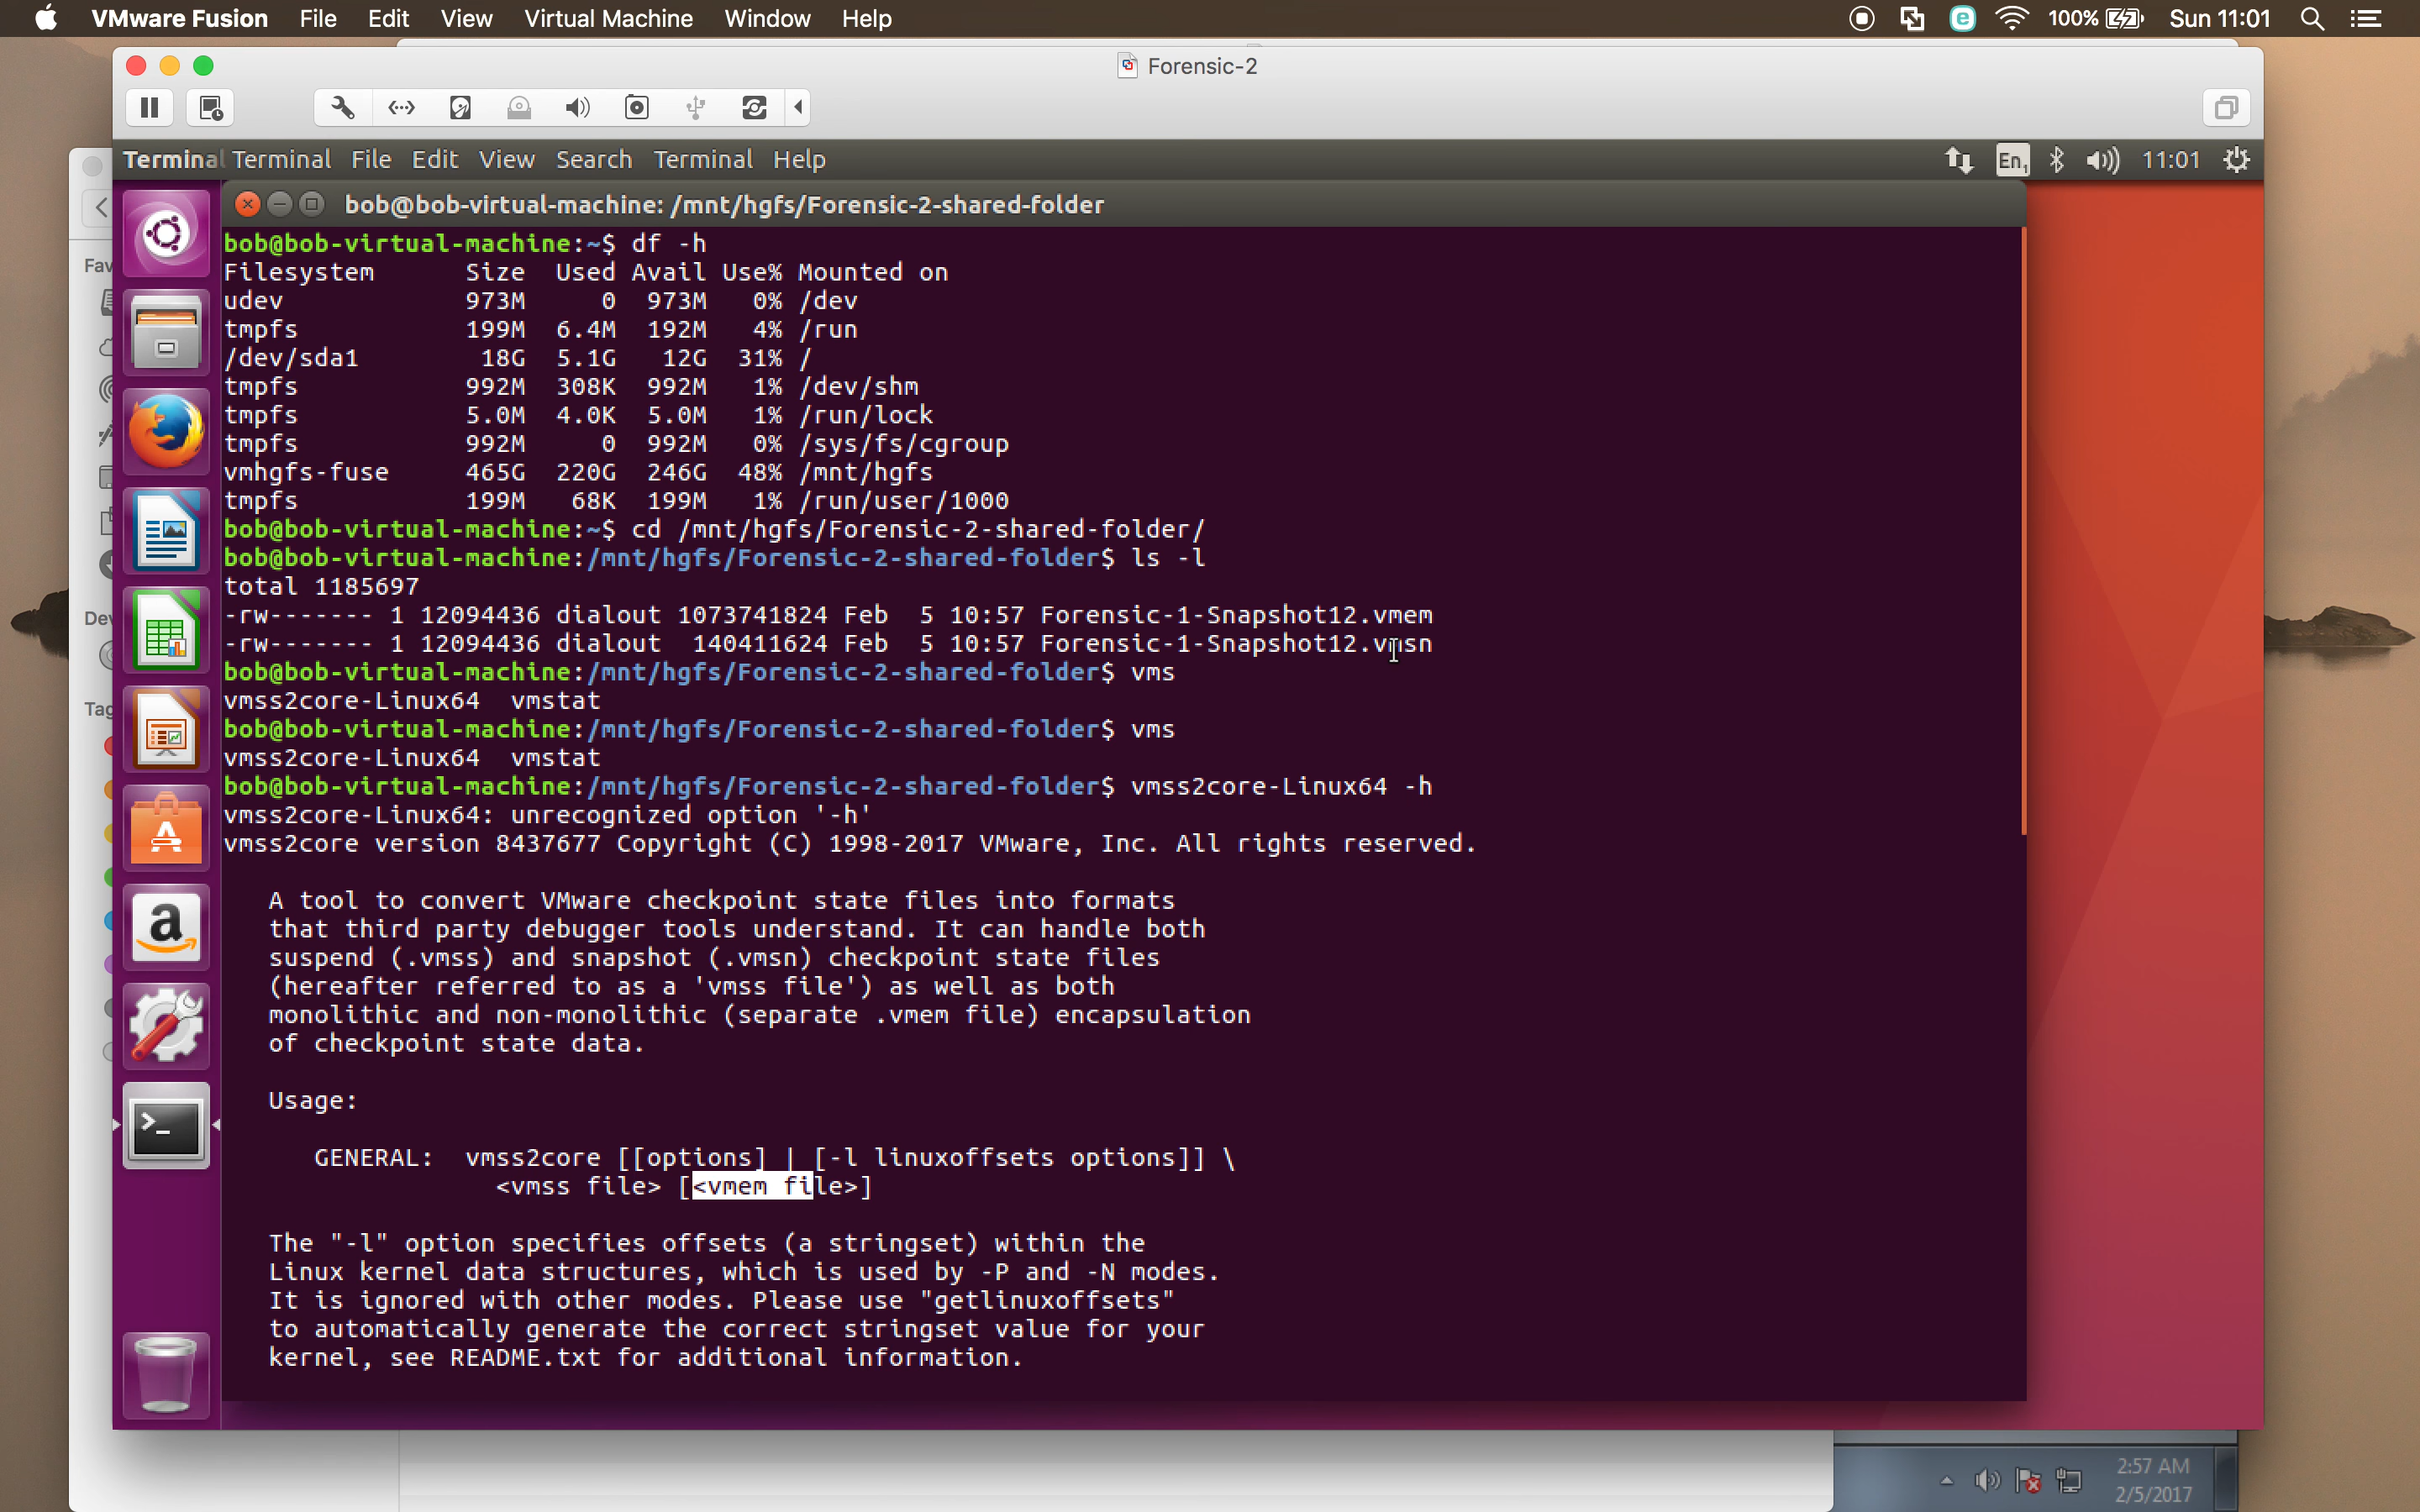 VMware Fusion File Edit View Virtual Machine Window Help 100% Sun 11:01
Forensic-2
Terminal File Edit View Search Terminal Help En 11:01
bob@bob-virtual-machine: /mnt/hgfs/Forensic-2-shared-folder
bob@bob-virtual-machine:~$ df -h
Filesystem      Size  Used Avail Use% Mounted on
udev            973M     0  973M   0% /dev
tmpfs           199M  6.4M  192M   4% /run
/dev/sda1        18G  5.1G   12G  31% /
tmpfs           992M  308K  992M   1% /dev/shm
tmpfs           5.0M  4.0K  5.0M   1% /run/lock
tmpfs           992M     0  992M   0% /sys/fs/cgroup
vmhgfs-fuse     465G  220G  246G  48% /mnt/hgfs
tmpfs           199M   68K  199M   1% /run/user/1000
bob@bob-virtual-machine:~$ cd /mnt/hgfs/Forensic-2-shared-folder/
bob@bob-virtual-machine:/mnt/hgfs/Forensic-2-shared-folder$ ls -l
total 1185697
-rw------- 1 12094436 dialout 1073741824 Feb  5 10:57 Forensic-1-Snapshot12.vmem
-rw------- 1 12094436 dialout  140411624 Feb  5 10:57 Forensic-1-Snapshot12.vmsn
bob@bob-virtual-machine:/mnt/hgfs/Forensic-2-shared-folder$ vms
vmss2core-Linux64  vmstat
bob@bob-virtual-machine:/mnt/hgfs/Forensic-2-shared-folder$ vms
vmss2core-Linux64  vmstat
bob@bob-virtual-machine:/mnt/hgfs/Forensic-2-shared-folder$ vmss2core-Linux64 -h
vmss2core-Linux64: unrecognized option '-h'
vmss2core version 8437677 Copyright (C) 1998-2017 VMware, Inc. All rights reserved.
A tool to convert VMware checkpoint state files into formats
that third party debugger tools understand. It can handle both
suspend (.vmss) and snapshot (.vmsn) checkpoint state files
(hereafter referred to as a 'vmss file') as well as both
monolithic and non-monolithic (separate .vmem file) encapsulation
of checkpoint state data.
Usage:
GENERAL:  vmss2core [[options] | [-l linuxoffsets options]] \
<vmss file> [<vmem file>]
The "-l" option specifies offsets (a stringset) within the
Linux kernel data structures, which is used by -P and -N modes.
It is ignored with other modes. Please use "getlinuxoffsets"
to automatically generate the correct stringset value for your
kernel, see README.txt for additional information.
Fav
Dev
Tag
2:57 AM
2/5/2017